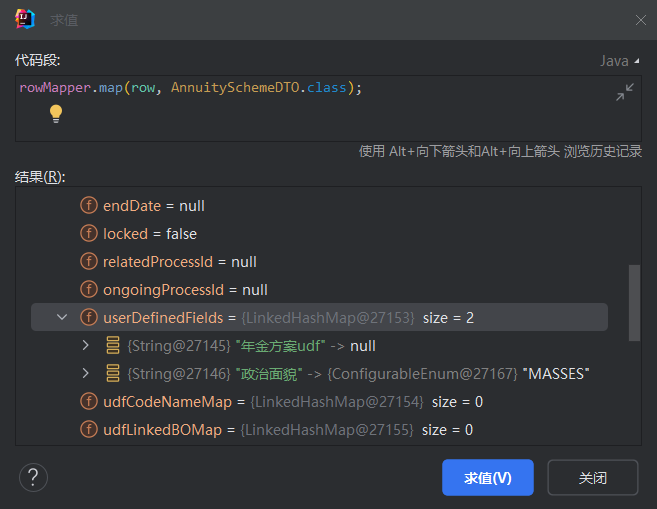 求值
代码段:
Java
rowMapper.map(row, AnnuitySchemeDTO.class);
使用 Alt+向下箭头和Alt+向上箭头 浏览历史记录
结果(R):
f endDate = null
f locked = false
f relatedProcessId = null
f ongoingProcessId = null
f userDefinedFields = {LinkedHashMap@27153} size = 2
{String@27145} "年金方案udf" -> null
{String@27146} "政治面貌" -> {ConfigurableEnum@27167} "MASSES"
f udfCodeNameMap = {LinkedHashMap@27154} size = 0
f udfLinkedBOMap = {LinkedHashMap@27155} size = 0
?
求值(V)
关闭